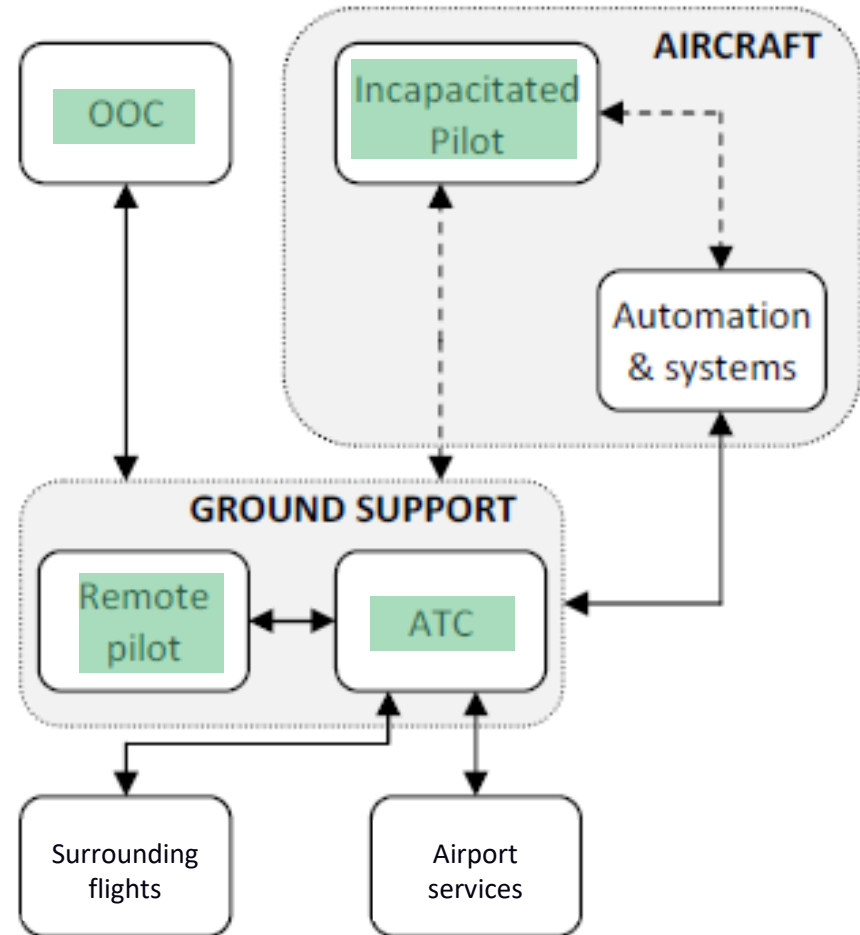 AIRCRAFT
OOC
Incapacitated
Pilot
Automation
& systems
GROUND SUPPORT
Remote
pilot
ATC
Surrounding
flights
Airport
services